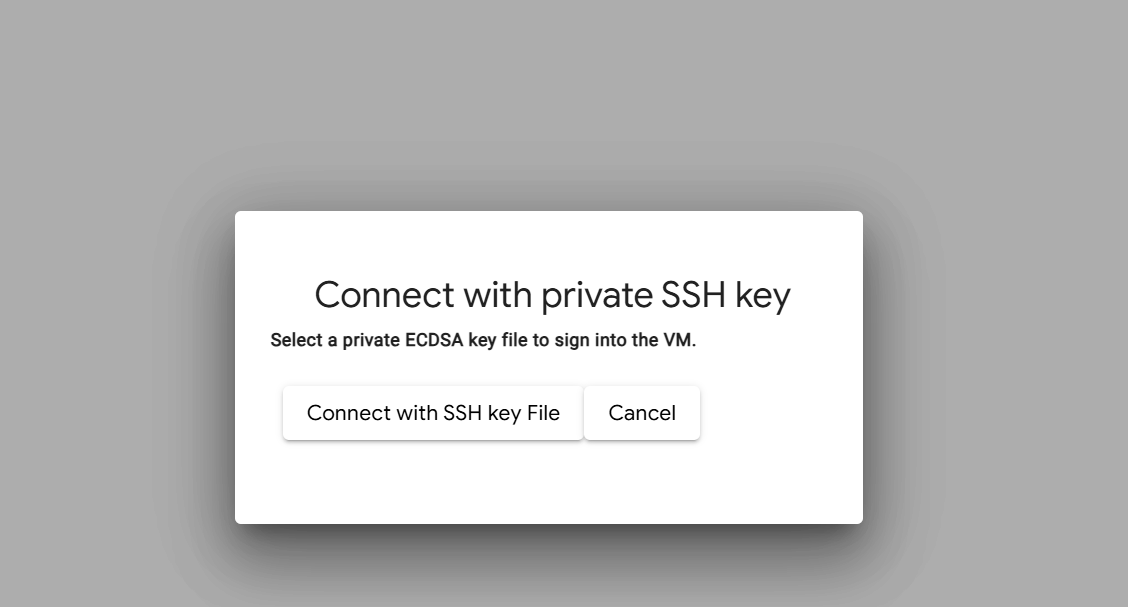 Connect with private SSH key
Select a private ECDSA key file to sign into the VM.
Connect with SSH key File
Cancel